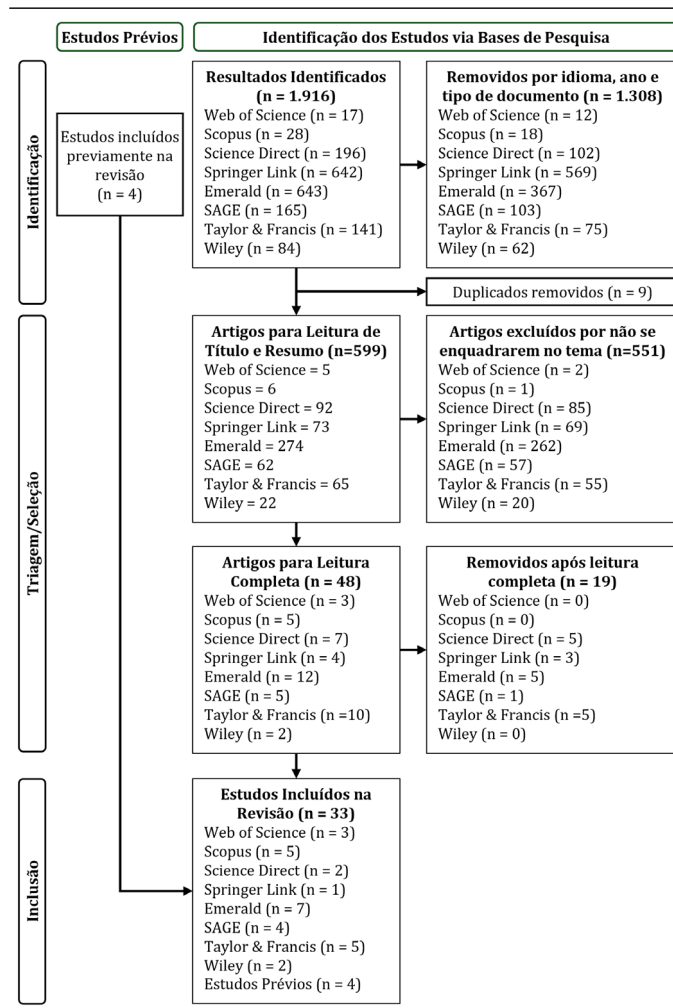 Estudos Prévios
Identificação dos Estudos via Bases de Pesquisa
Identificação
Estudos incluídos
previamente na
revisão
(n = 4)
Resultados Identificados
(n = 1.916)
Web of Science (n = 17)
Scopus (n = 28)
Science Direct (n = 196)
Springer Link (n = 642)
Emerald (n = 643)
SAGE (n = 165)
Taylor & Francis (n = 141)
Wiley (n = 84)
Removidos por idioma, ano e
tipo de documento (n = 1.308)
Web of Science (n = 12)
Scopus (n = 18)
Science Direct (n = 102)
Springer Link (n = 569)
Emerald (n = 367)
SAGE (n = 103)
Taylor & Francis (n = 75)
Wiley (n = 62)
Duplicados removidos (n = 9)
Triagem/Seleção
Artigos para Leitura de
Título e Resumo (n=599)
Web of Science = 5
Scopus = 6
Science Direct = 92
Springer Link = 73
Emerald = 274
SAGE = 62
Taylor & Francis = 65
Wiley = 22
Artigos excluídos por não se
enquadrarem no tema (n=551)
Web of Science (n = 2)
Scopus (n = 1)
Science Direct (n = 85)
Springer Link (n = 69)
Emerald (n = 262)
SAGE (n = 57)
Taylor & Francis (n = 55)
Wiley (n = 20)
Artigos para Leitura
Completa (n = 48)
Web of Science (n = 3)
Scopus (n = 5)
Science Direct (n = 7)
Springer Link (n = 4)
Emerald (n = 12)
SAGE (n = 5)
Taylor & Francis (n =10)
Wiley (n = 2)
Removidos após leitura
completa (n = 19)
Web of Science (n = 0)
Scopus (n = 0)
Science Direct (n = 5)
Springer Link (n = 3)
Emerald (n = 5)
SAGE (n = 1)
Taylor & Francis (n =5)
Wiley (n = 0)
Inclusão
Estudos Incluídos na
Revisão (n = 33)
Web of Science (n = 3)
Scopus (n = 5)
Science Direct (n = 2)
Springer Link (n = 1)
Emerald (n = 7)
SAGE (n = 4)
Taylor & Francis (n = 5)
Wiley (n = 2)
Estudos Prévios (n = 4)